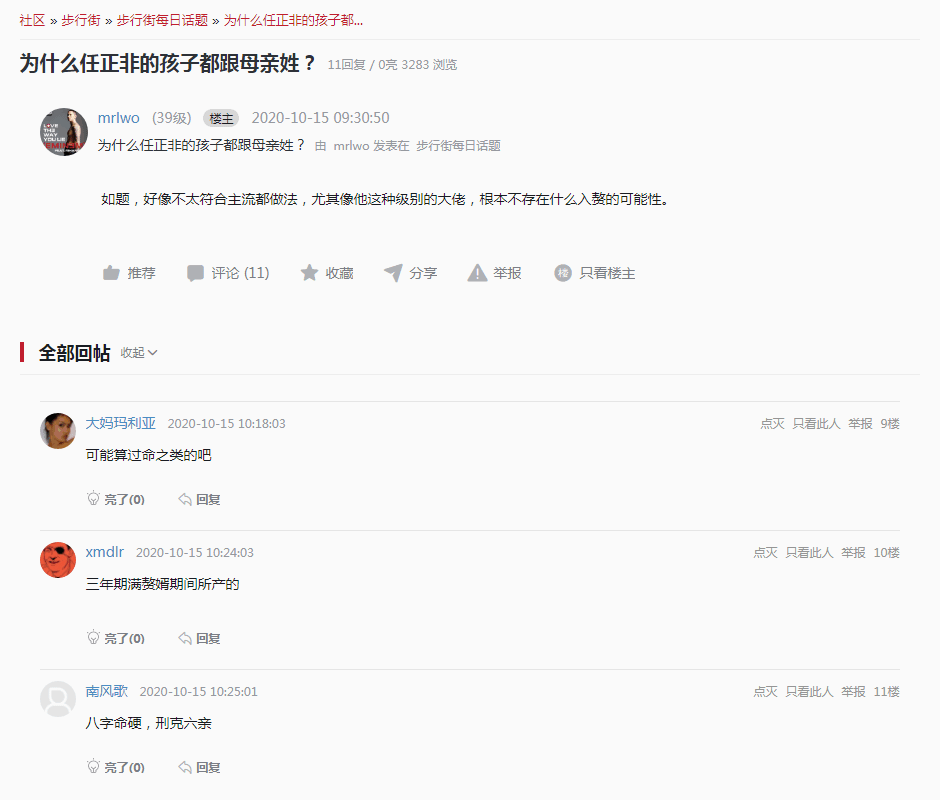 社区 » 步行街 » 步行街每日话题 » 为什么任正非的孩子都...
为什么任正非的孩子都跟母亲姓？ 11回复 / 0亮 3283 浏览
mrlwo (39级) 楼主 2020-10-15 09:30:50
为什么任正非的孩子都跟母亲姓？ 由 mrlwo 发表在 步行街每日话题
如题，好像不太符合主流都做法，尤其像他这种级别的大佬，根本不存在什么入赘的可能性。
推荐 评论 (11) 收藏 分享 举报 楼 只看楼主
全部回帖 收起
大妈玛利亚 2020-10-15 10:18:03 点灭 只看此人 举报 9楼
可能算过命之类的吧
亮了(0) 回复
xmdlr 2020-10-15 10:24:03 点灭 只看此人 举报 10楼
三年期满赘婿期间所产的
亮了(0) 回复
南风歌 2020-10-15 10:25:01 点灭 只看此人 举报 11楼
八字命硬，刑克六亲
亮了(0) 回复